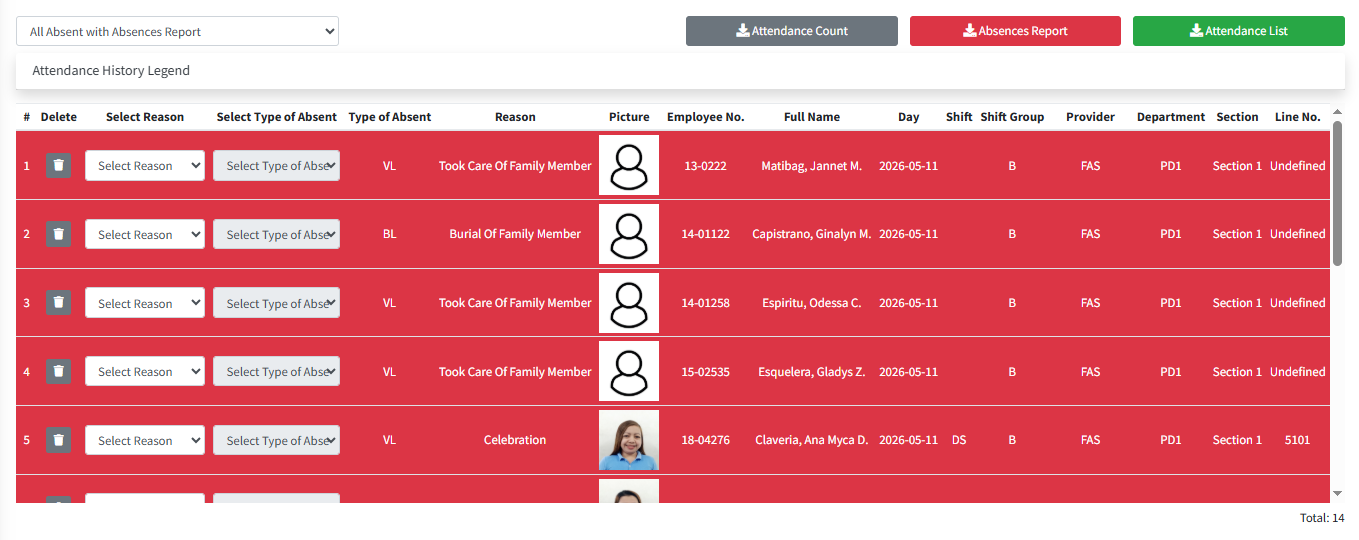 All Absent with Absences Report
Attendance Count
Absences Report
Attendance List
Attendance History Legend
# Delete Select Reason Select Type of Absent Type of Absent Reason Picture Employee No. Full Name Day Shift Shift Group Provider Department Section Line No.
1 Select Reason Select Type of Abse VL Took Care Of Family Member 13-0222 Matibag, Jannet M. 2026-05-11 B FAS PD1 Section 1 Undefined
2 Select Reason Select Type of Abse BL Burial Of Family Member 14-01122 Capistrano, Ginalyn M. 2026-05-11 B FAS PD1 Section 1 Undefined
3 Select Reason Select Type of Abse VL Took Care Of Family Member 14-01258 Espiritu, Odessa C. 2026-05-11 B FAS PD1 Section 1 Undefined
4 Select Reason Select Type of Abse VL Took Care Of Family Member 15-02535 Esquelera, Gladys Z. 2026-05-11 B FAS PD1 Section 1 Undefined
5 Select Reason Select Type of Abse VL Celebration 18-04276 Claveria, Ana Myca D. 2026-05-11 DS B FAS PD1 Section 1 5101
Total: 14